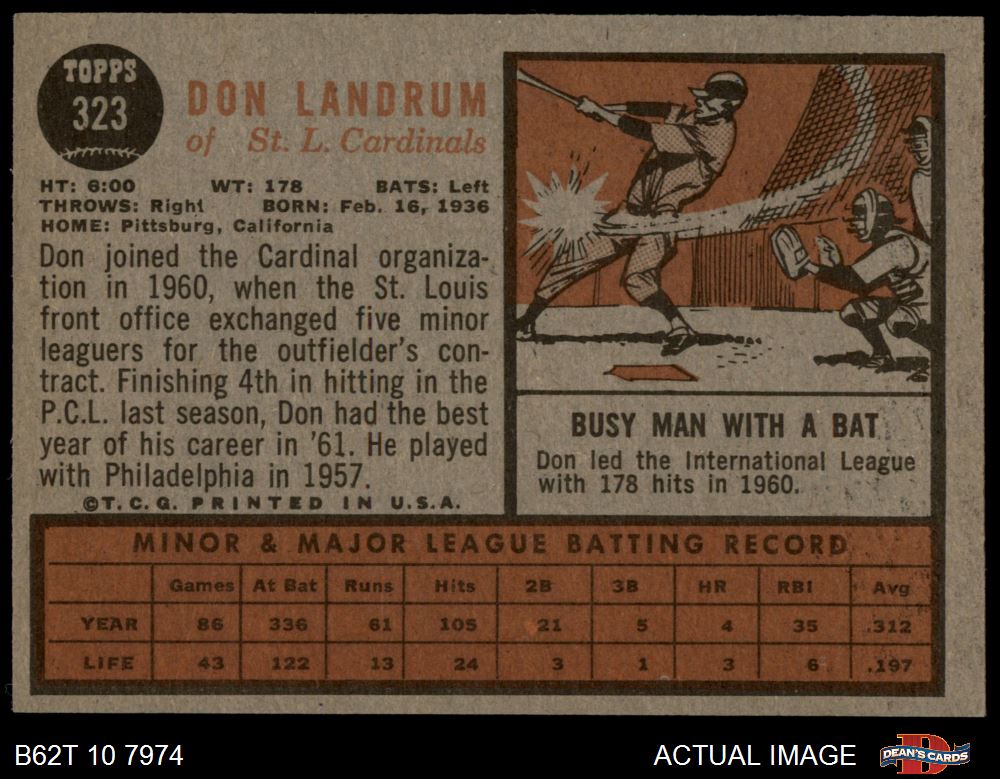 TOPPS
323
DON LANDRUM
of St. L. Cardinals
HT: 6:00 WT: 178 BATS: Left
THROWS: Right BORN: Feb. 16, 1936
HOME: Pittsburg, California
Don joined the Cardinal organiza-
tion in 1960, when the St. Louis
front office exchanged five minor
leaguers for the outfielder's con-
tract. Finishing 4th in hitting in the
P.C.L. last season, Don had the best
year of his career in '61. He played
with Philadelphia in 1957.
©T.C.G. PRINTED IN U.S.A.
BUSY MAN WITH A BAT
Don led the International League
with 178 hits in 1960.
MINOR & MAJOR LEAGUE BATTING RECORD
Games At Bat Runs Hits 2B 3B HR RBI Avg
YEAR 86 336 61 105 21 5 4 35 .312
LIFE 43 122 13 24 3 1 3 6 .197
B62T 10 7974 ACTUAL IMAGE DEAN'S CARDS